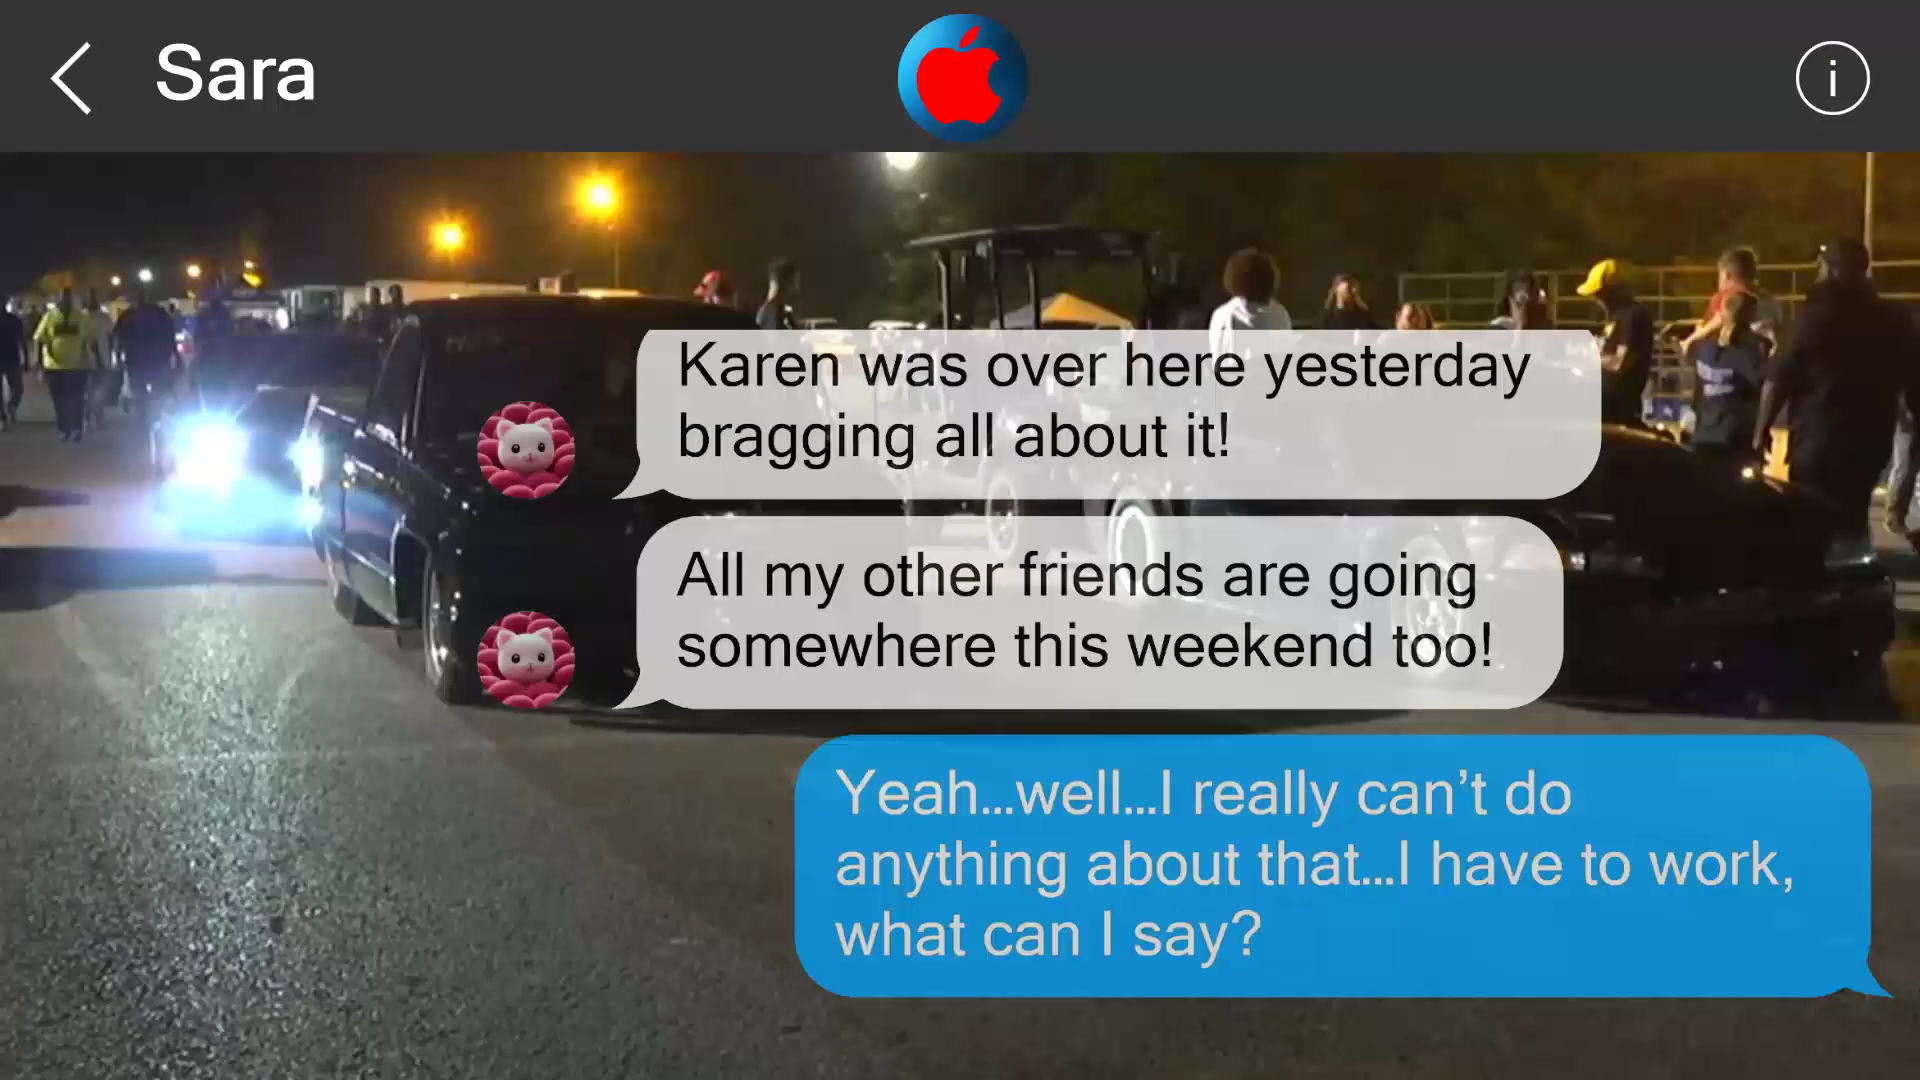 Sara
Karen was over here yesterday
bragging all about it!
All my other friends are going
somewhere this weekend too!
Yeah...well...I really can’t do
anything about that...I have to work,
what can I say?